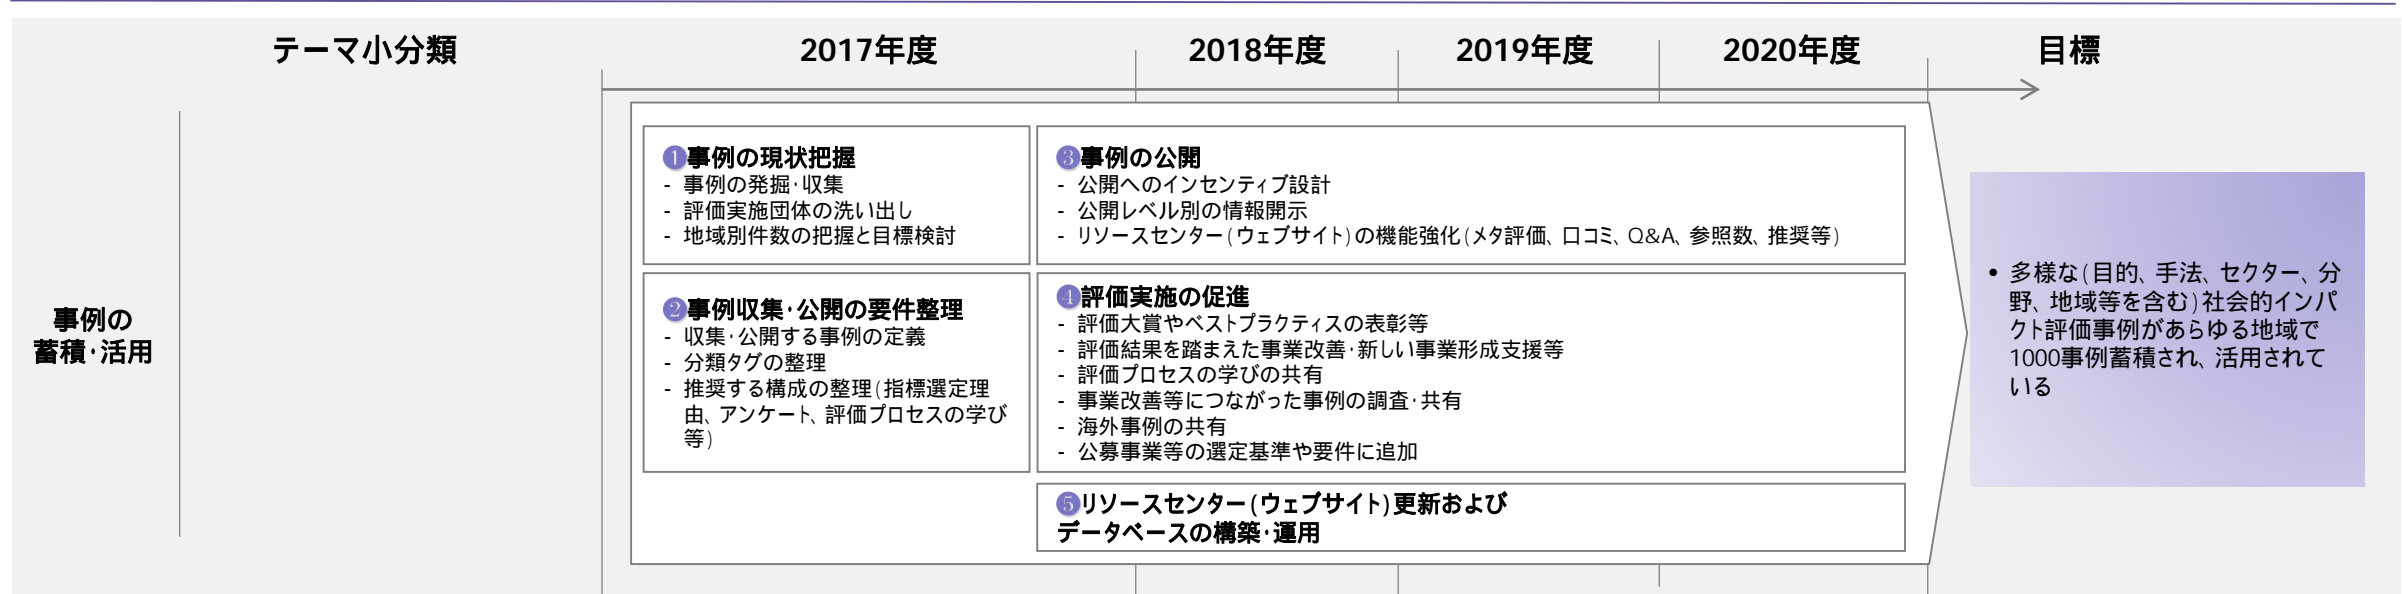 テーマ小分類
2017年度
2018年度
2019年度
2020年度
目標
事例の
蓄積･活用
❶事例の現状把握
- 事例の発掘･収集
- 評価実施団体の洗い出し
- 地域別件数の把握と目標検討
❷事例収集･公開の要件整理
- 収集･公開する事例の定義
- 分類タグの整理
- 推奨する構成の整理(指標選定理
由、アンケート、評価プロセスの学び
等)
❸事例の公開
- 公開へのインセンティブ設計
- 公開レベル別の情報開示
- リソースセンター(ウェブサイト)の機能強化(メタ評価、口コミ、Q&A、参照数、推奨等)
❹評価実施の促進
- 評価大賞やベストプラクティスの表彰等
- 評価結果を踏まえた事業改善･新しい事業形成支援等
- 評価プロセスの学びの共有
- 事業改善等につながった事例の調査･共有
- 海外事例の共有
- 公募事業等の選定基準や要件に追加
❺リソースセンター(ウェブサイト)更新および
データベースの構築･運用
• 多様な(目的、手法、セクター、分
野、地域等を含む)社会的インパ
クト評価事例があらゆる地域で
1000事例蓄積され、活用されて
いる